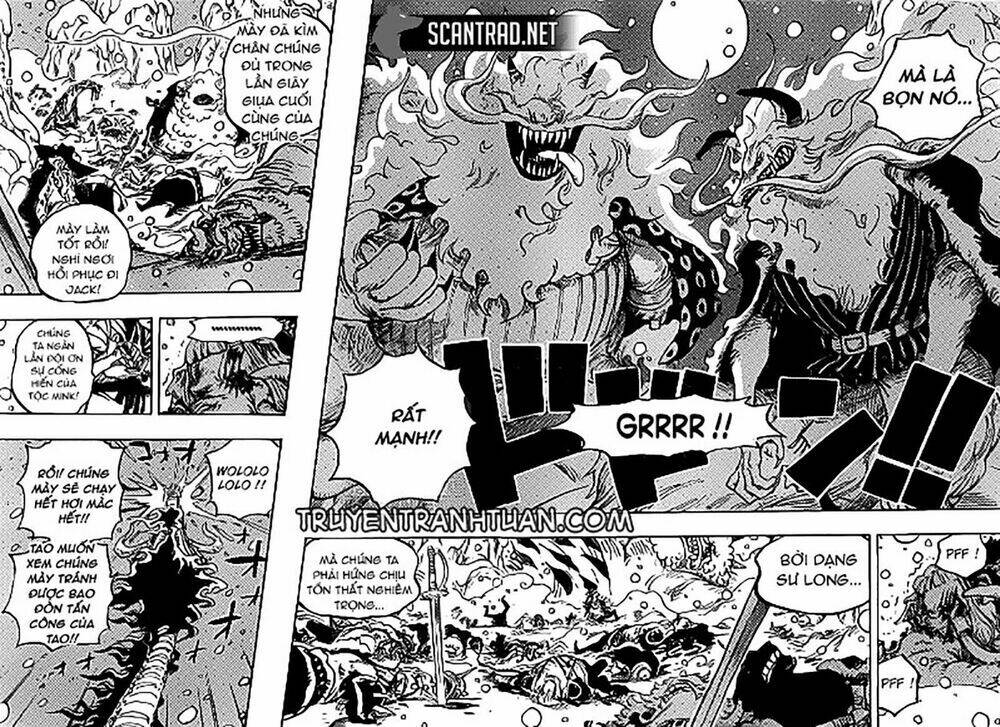 SCANTRAD.NET
MÀ LÀ
BỌN NÓ...
RẤT
MẠNH!!
GRRRR !!
ドドーン!!
NHƯNG
MÀY ĐÃ KÌM
CHÂN CHÚNG
ĐỦ TRONG
LẦN GIÃY
GIỤA CUỐI
CÙNG CỦA
CHÚNG
MÀY LÀM
TỐT RỒI!
NGHỈ NGƠI
HỒI PHỤC ĐI
JACK!
CHÚNG
TA NGÀN
LẦN ĐỘI ƠN
SỰ CỐNG
HIẾN CỦA
TỘC MINK!
TRUYENTRANHTUAN.COM
PFF !
PFF !
BỞI DẠNG
SƯ LONG...
MÀ CHÚNG TA
PHẢI HỨNG CHỊU
TỔN THẤT NGHIÊM
TRỌNG...
WOLOLO
LOLO !!
RỒI! CHÚNG
MÀY SẼ CHẠY
HẾT HƠI MẮC
HẾT!!
TAO MUỐN
XEM CHÚNG
MÀY TRÁNH
ĐƯỢC BAO
ĐÒN TẤN
CÔNG CỦA
TAO!!